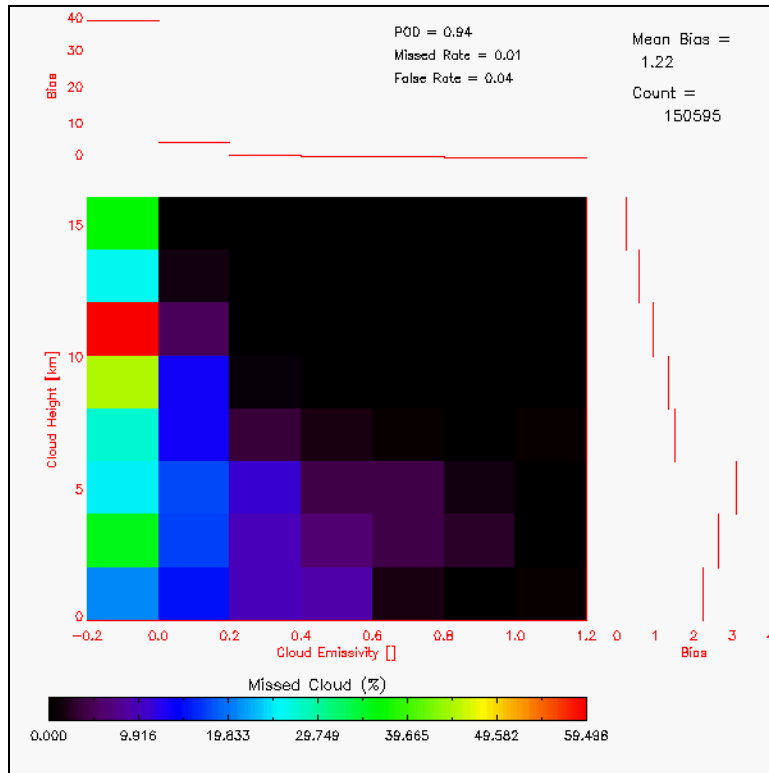 40
30
20
10
0
Bias
POD = 0.94
Missed Rate = 0.01
False Rate = 0.04
Mean Bias =
1.22
Count =
150595
15
10
5
0
Cloud Height [km]
-0.2 0.0 0.2 0.4 0.6 0.8 1.0 1.2
Cloud Emissivity []
0 1 2 3 4
Bias
Missed Cloud (%)
0.000 9.916 19.833 29.749 39.665 49.582 59.498